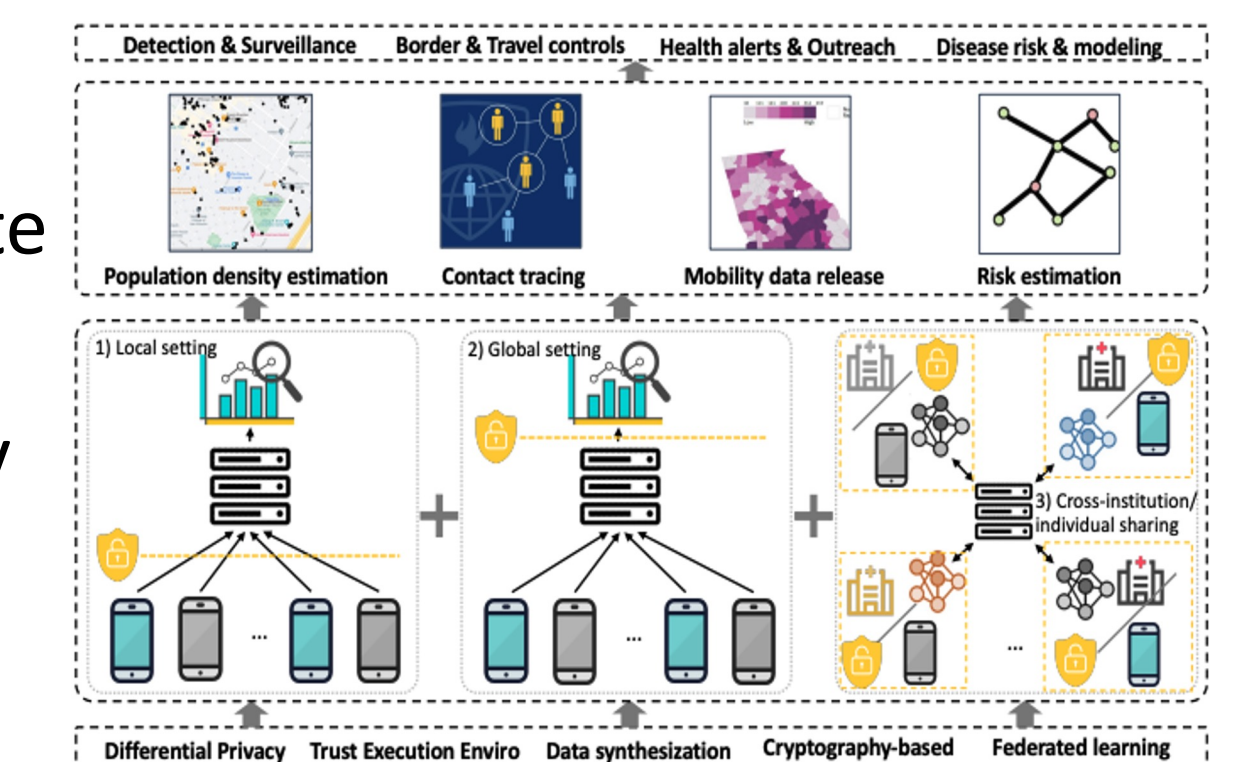 Detection & Surveillance Border & Travel controls Health alerts & Outreach Disease risk & modeling
te
Population density estimation Contact tracing Mobility data release Risk estimation
1) Local setting 2) Global setting
y
3) Cross-institution/
individual sharing
... ... ...
Differential Privacy Trust Execution Enviro Data synthesization Cryptography-based Federated learning